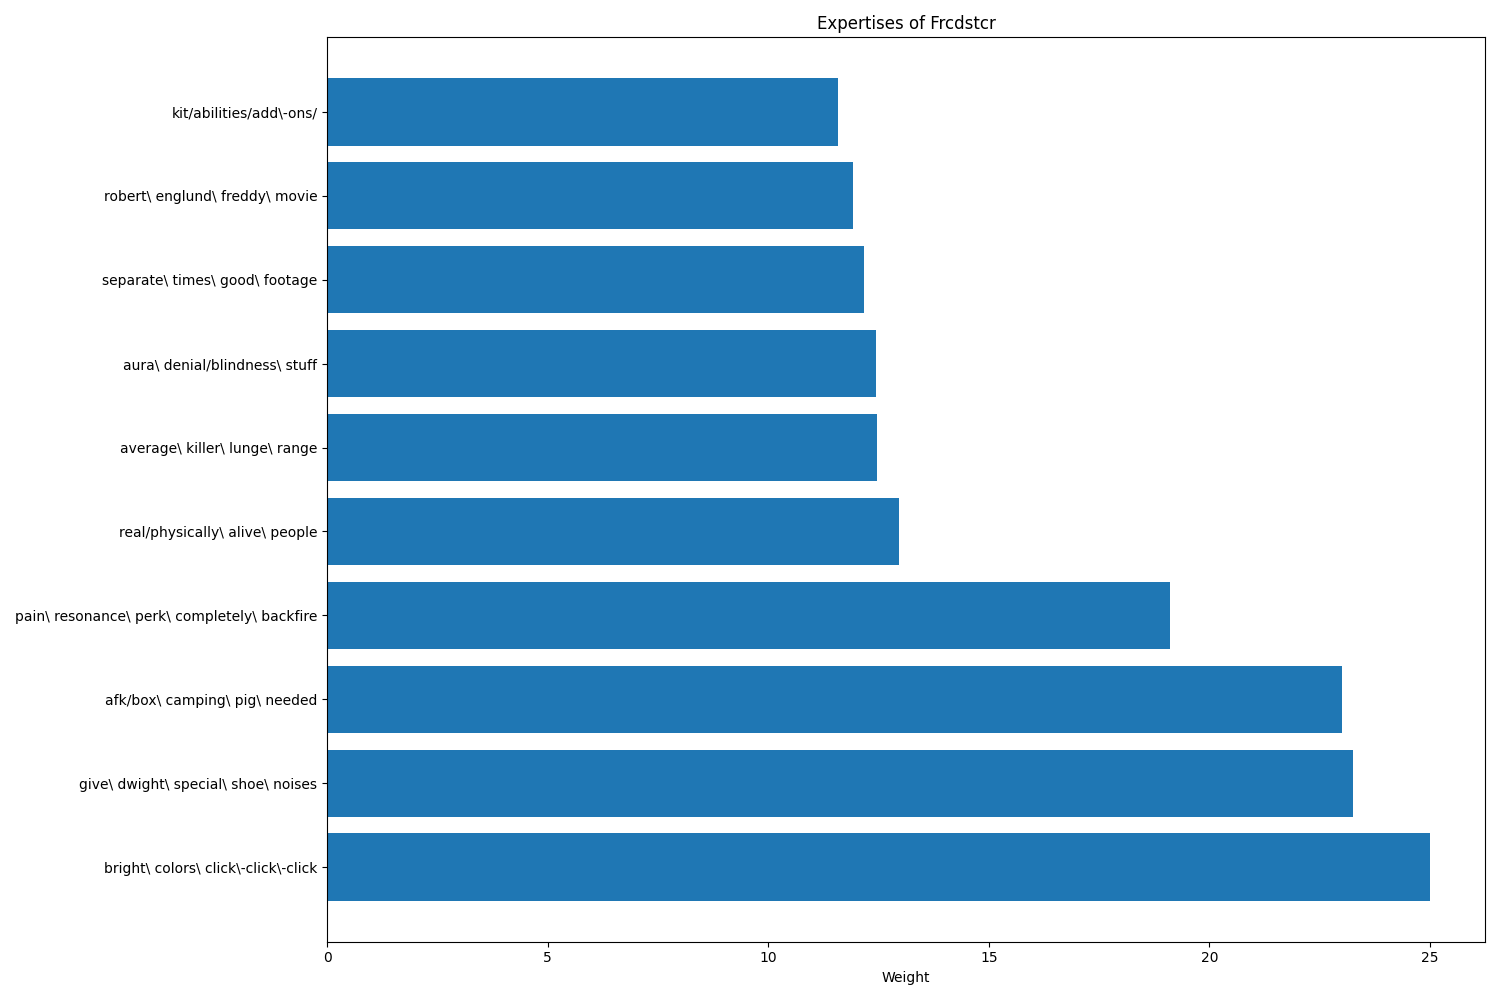 Expertises of Frcdstcr
kit/abilities/add\-ons/
robert\ englund\ freddy\ movie
separate\ times\ good\ footage
aura\ denial/blindness\ stuff
average\ killer\ lunge\ range
real/physically\ alive\ people
pain\ resonance\ perk\ completely\ backfire
afk/box\ camping\ pig\ needed
give\ dwight\ special\ shoe\ noises
bright\ colors\ click\-click\-click
0 5 10 15 20 25
Weight